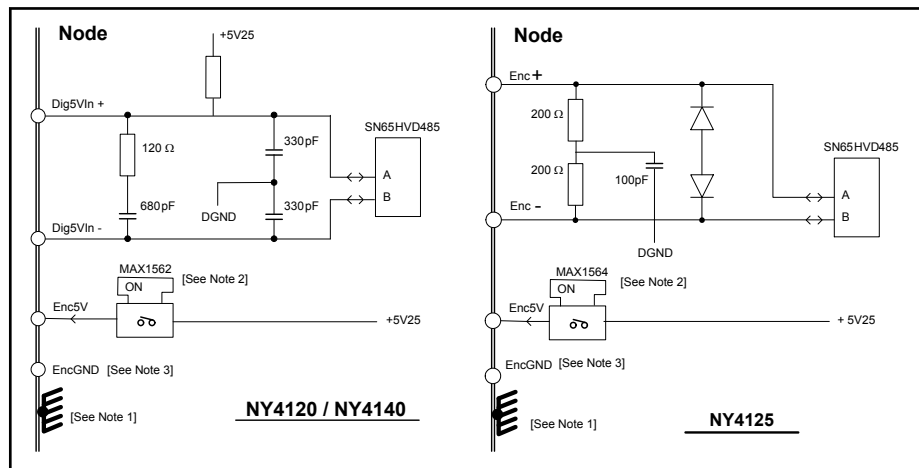 Node
+5V25
Dig5VIn +
120 Ω
330pF
SN65HVD485
A
B
680pF
DGND
330pF
Dig5VIn -
MAX1562
[See Note 2]
ON
Enc5V
+5V25
EncGND [See Note 3]
[See Note 1]
NY4120 / NY4140
Node
Enc +
200 Ω
SN65HVD485
200 Ω
100pF
A
B
Enc -
DGND
MAX1564
[See Note 2]
ON
Enc5V
+ 5V25
EncGND [See Note 3]
[See Note 1]
NY4125